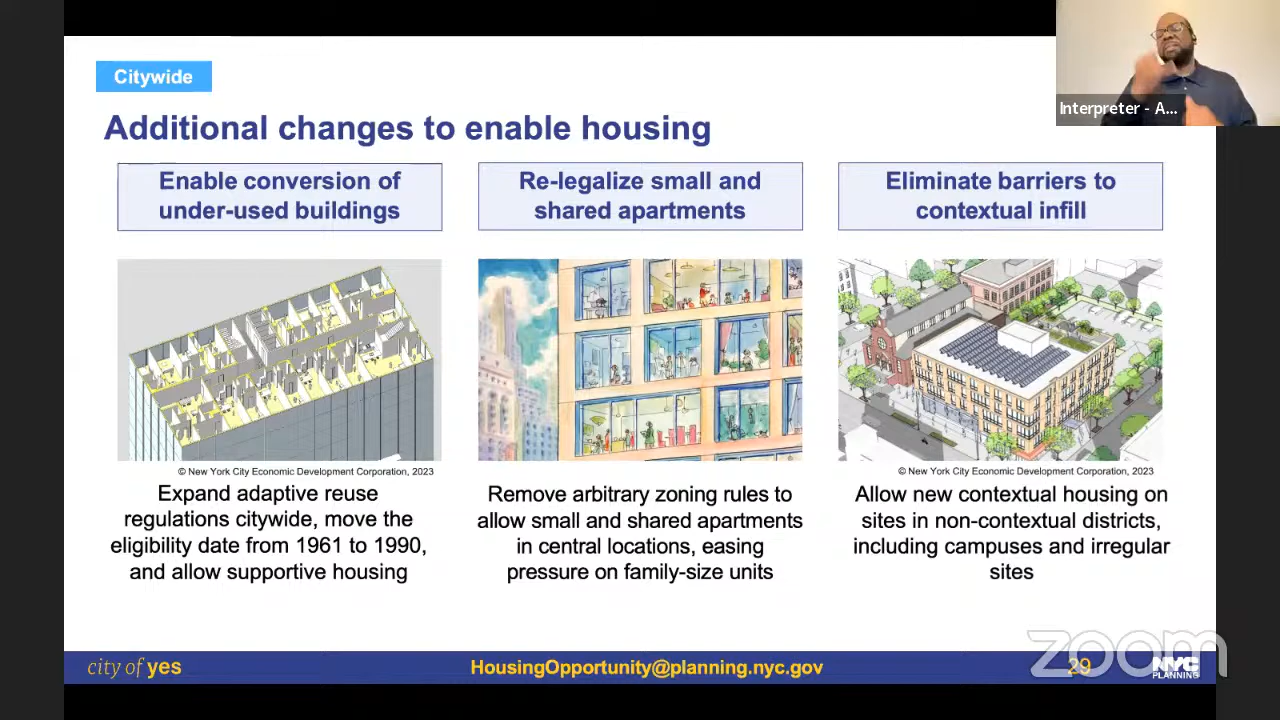 Citywide
Additional changes to enable housing
Enable conversion of
under-used buildings
Re-legalize small and
shared apartments
Eliminate barriers to
contextual infill
© New York City Economic Development Corporation, 2023
© New York City Economic Development Corporation, 2023
Expand adaptive reuse
regulations citywide, move the
eligibility date from 1961 to 1990,
and allow supportive housing
Remove arbitrary zoning rules to
allow small and shared apartments
in central locations, easing
pressure on family-size units
Allow new contextual housing on
sites in non-contextual districts,
including campuses and irregular
sites
city of yes
HousingOpportunity@planning.nyc.gov
29
NYC
PLANNING
zoom
Interpreter - A...